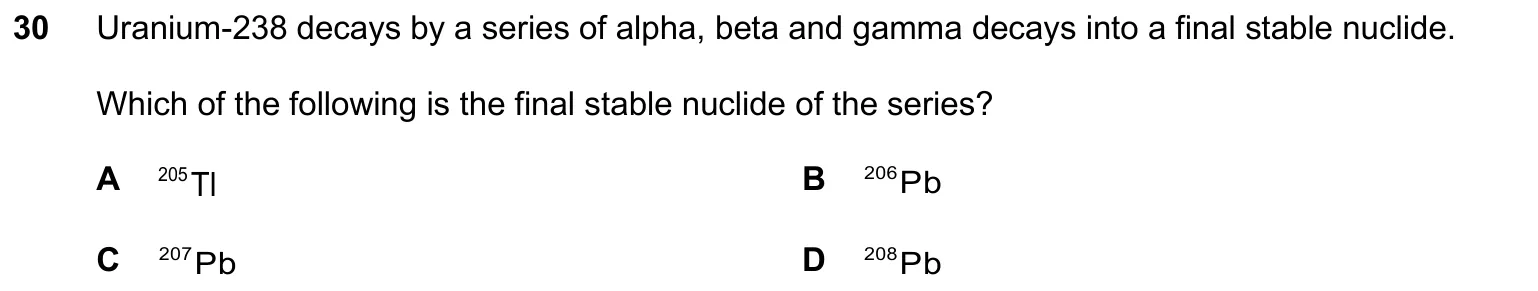 30 Uranium-238 decays by a series of alpha, beta and gamma decays into a final stable nuclide.
Which of the following is the final stable nuclide of the series?
A ²⁰⁵Tl B ²⁰⁶Pb
C ²⁰⁷Pb D ²⁰⁸Pb